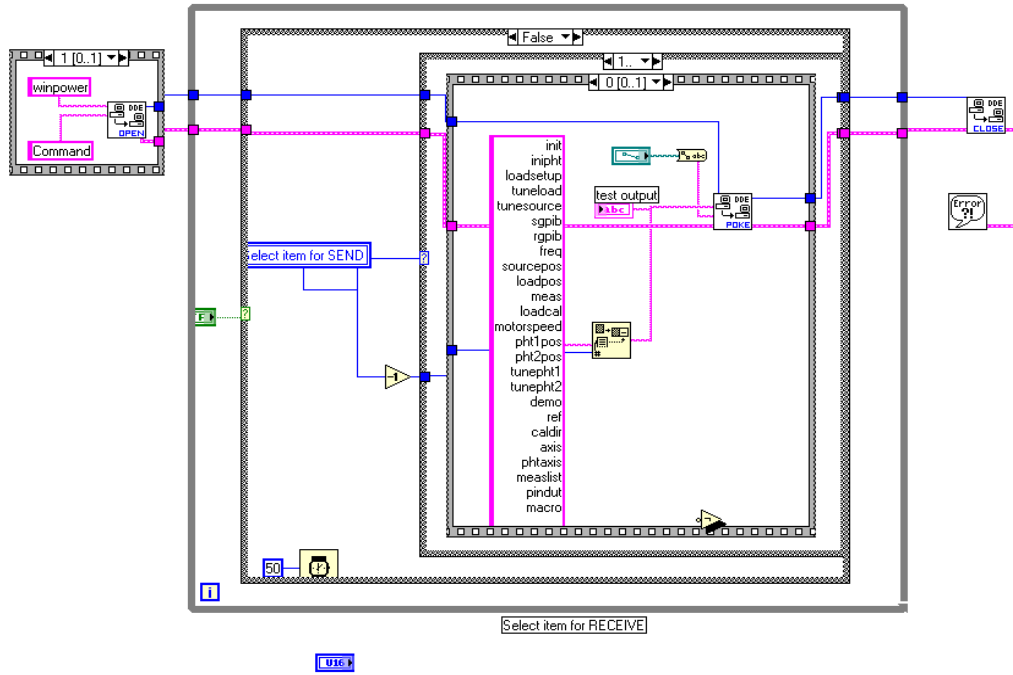 False
1 [0..1]
1..
0 [0..1]
winpower
DDE
OPEN
Command
DDE
CLOSE
init
inipht
loadsetup
tuneload
tunesource
sgpib
rgpib
freq
sourcepos
loadpos
meas
loadcal
motorspeed
pht1pos
pht2pos
tunepht1
tunepht2
demo
ref
caldir
axis
phtaxis
measlist
pindut
macro
abc
test output
abc
DDE
POKE
Error
?!
Select item for SEND
?
?
F
-1
#
50
i
Select item for RECEIVE
U16